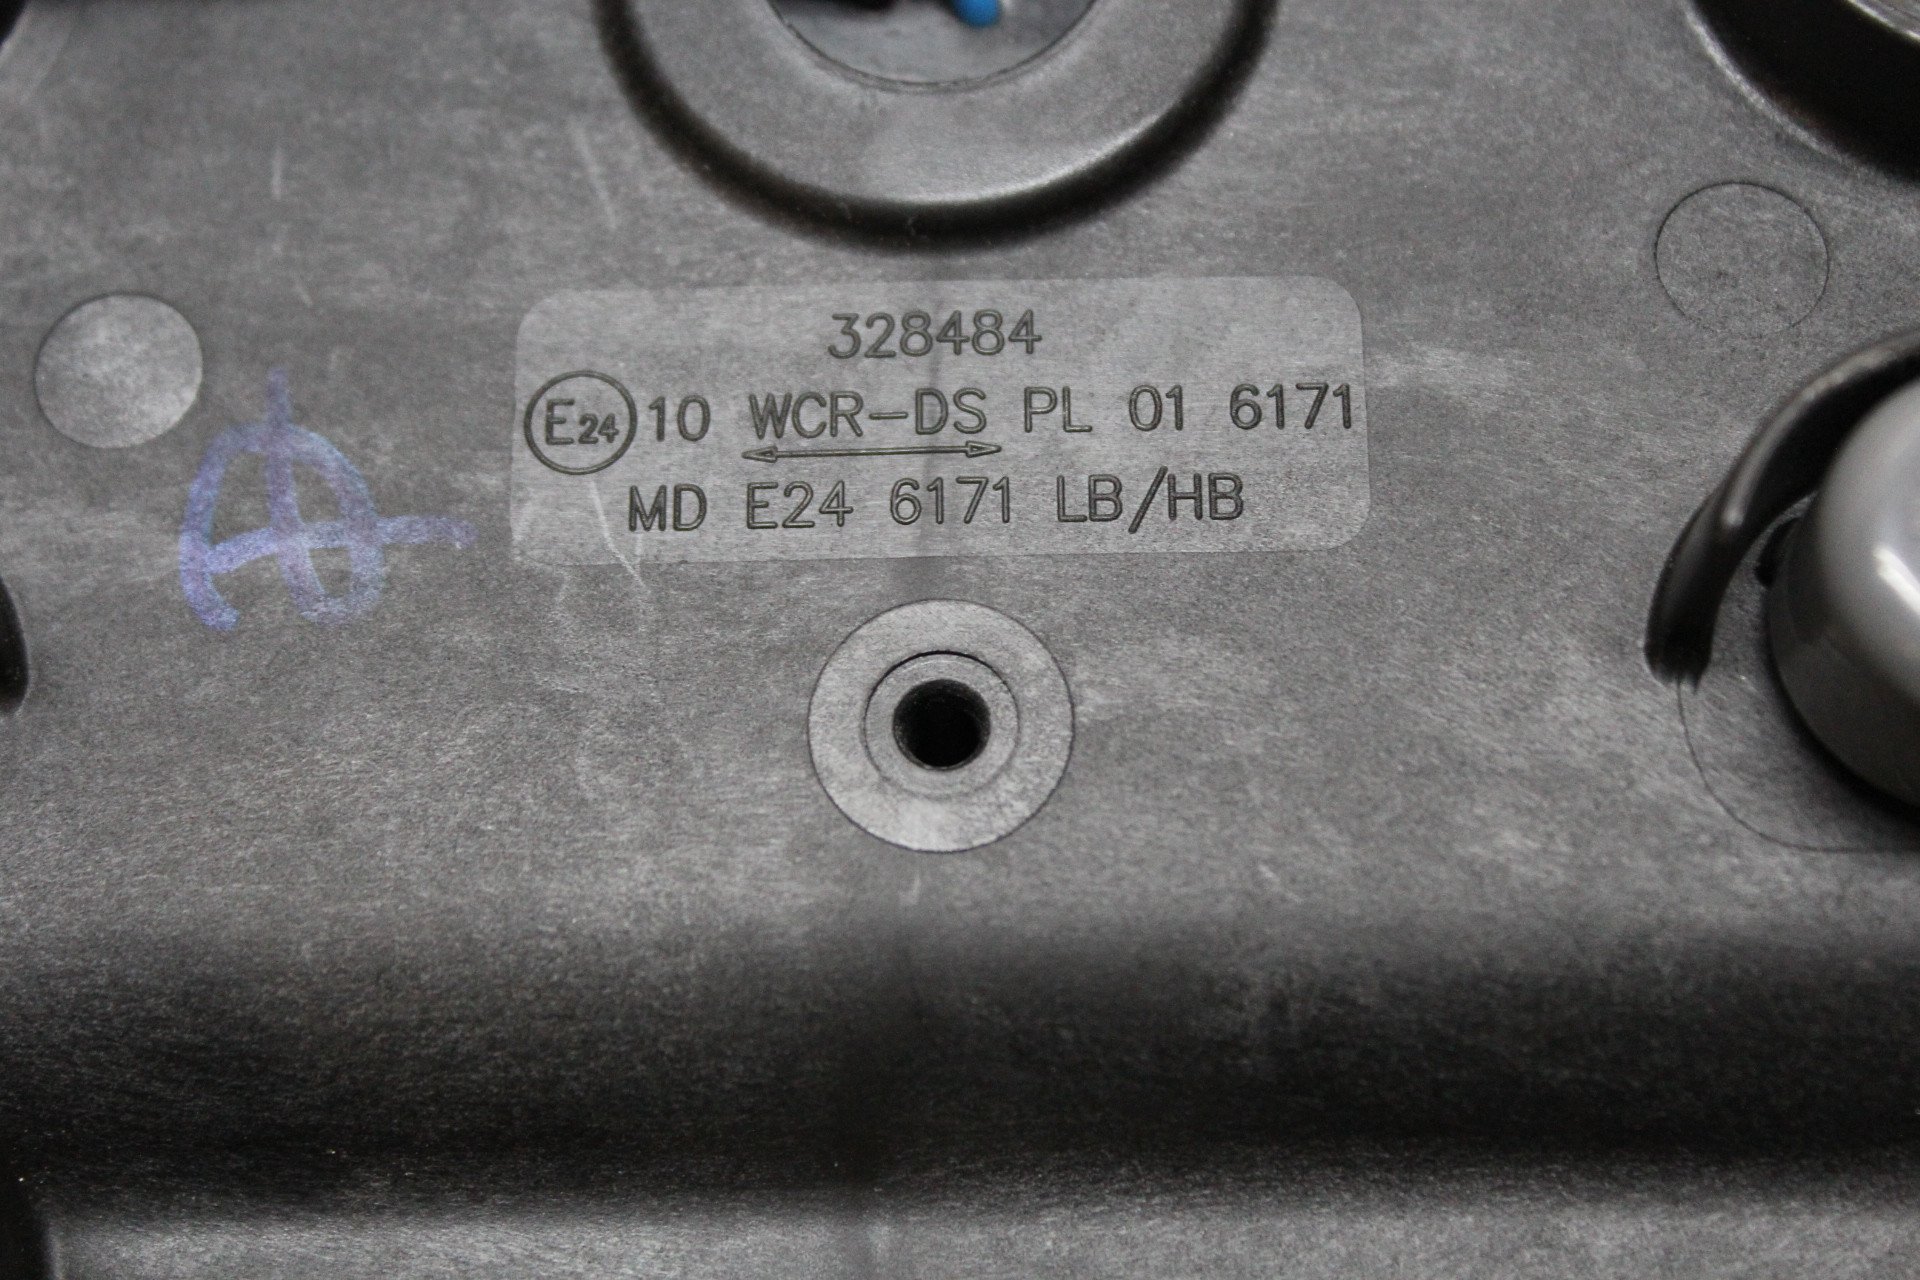 328484
E24 10 WCR-DS PL 01 6171
MD E24 6171 LB/HB